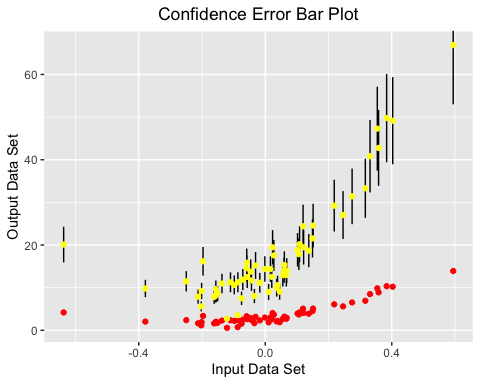 Confidence Error Bar Plot
Output Data Set
60
40
20
0
-0.4
0.0
0.4
Input Data Set